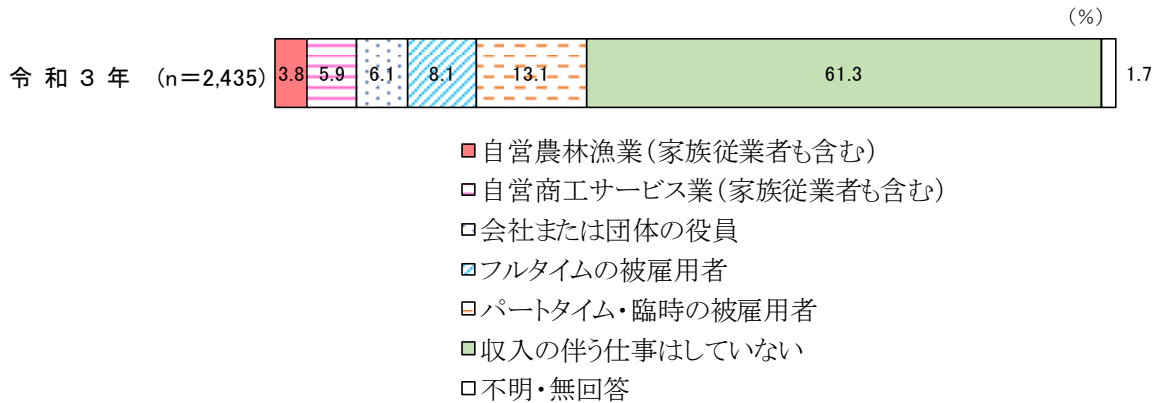 (%)
令和３年 (n＝2,435) 3.8 5.9 6.1 8.1 13.1 61.3 1.7
自営農林漁業(家族従業者も含む)
自営商工サービス業(家族従業者も含む)
会社または団体の役員
フルタイムの被雇用者
パートタイム・臨時の被雇用者
収入の伴う仕事はしていない
不明・無回答